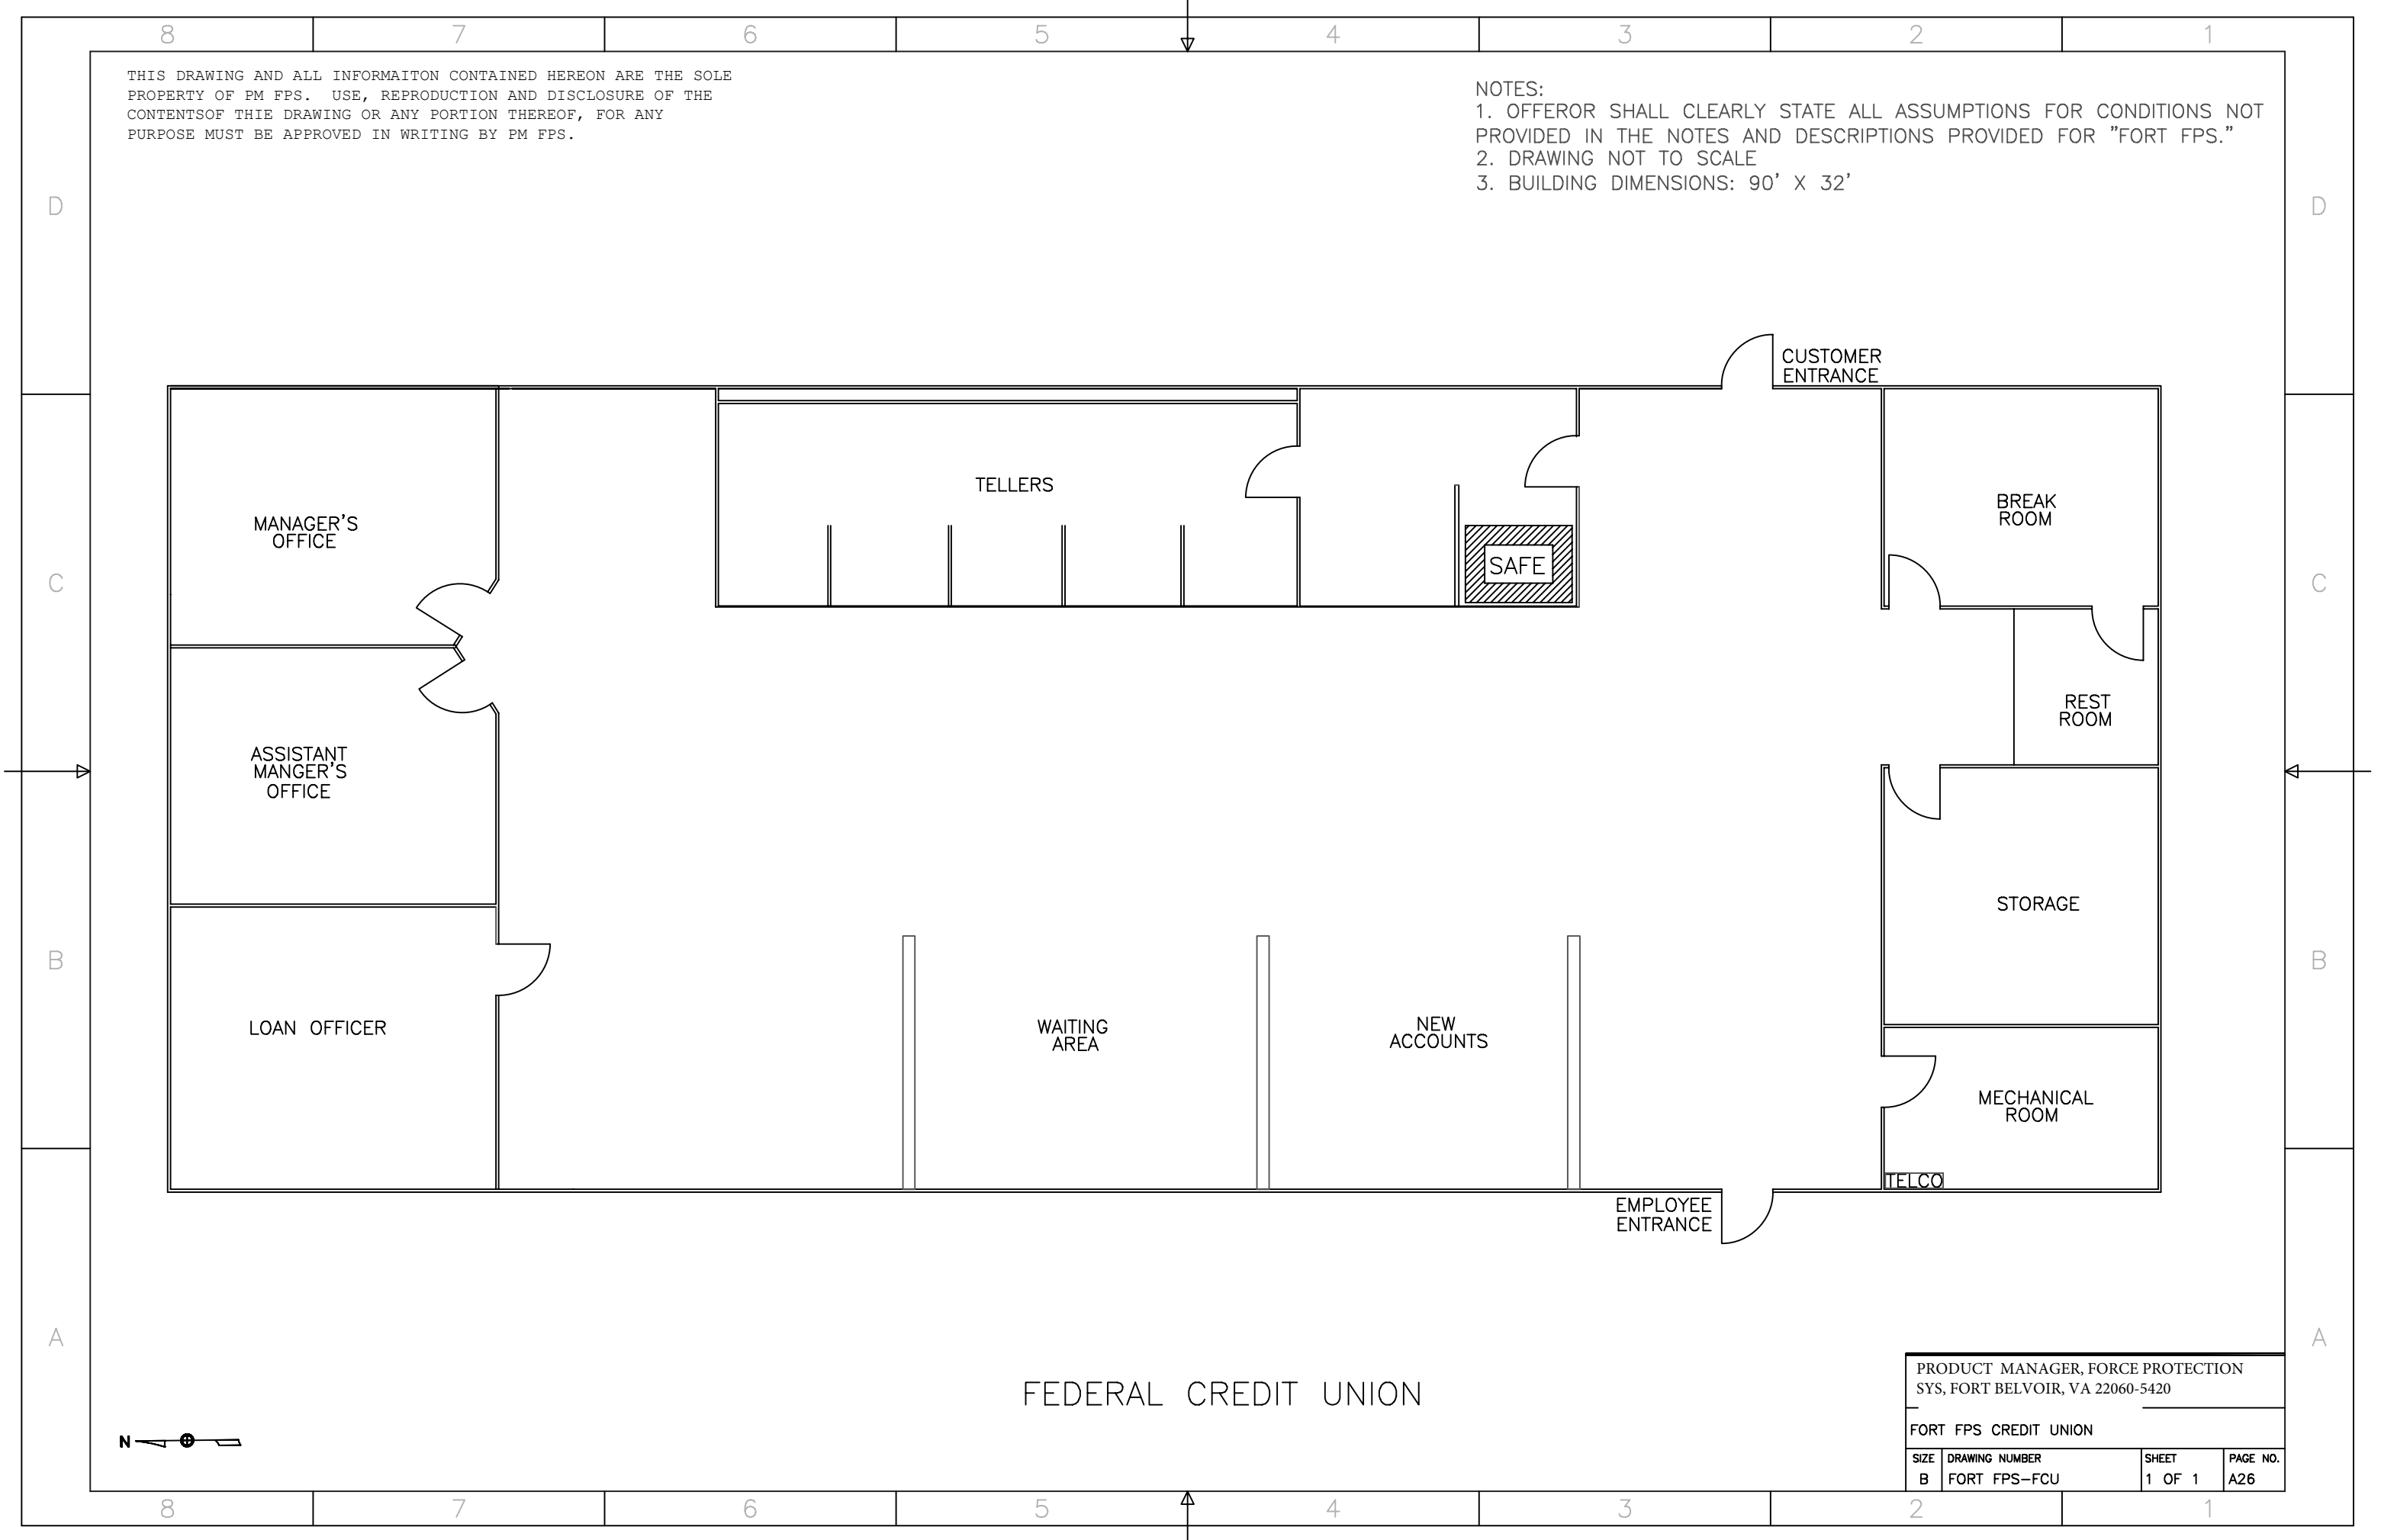 8 7 6 5 4 3 2 1
THIS DRAWING AND ALL INFORMAITON CONTAINED HEREON ARE THE SOLE
PROPERTY OF PM FPS. USE, REPRODUCTION AND DISCLOSURE OF THE
CONTENTSOF THIE DRAWING OR ANY PORTION THEREOF, FOR ANY
PURPOSE MUST BE APPROVED IN WRITING BY PM FPS.
NOTES:
1. OFFEROR SHALL CLEARLY STATE ALL ASSUMPTIONS FOR CONDITIONS NOT
PROVIDED IN THE NOTES AND DESCRIPTIONS PROVIDED FOR "FORT FPS."
2. DRAWING NOT TO SCALE
3. BUILDING DIMENSIONS: 90' X 32'
D
D
CUSTOMER
ENTRANCE
TELLERS
MANAGER'S
OFFICE
BREAK
ROOM
SAFE
C
C
REST
ROOM
ASSISTANT
MANGER'S
OFFICE
STORAGE
B
B
LOAN OFFICER
WAITING
AREA
NEW
ACCOUNTS
MECHANICAL
ROOM
TELCO
EMPLOYEE
ENTRANCE
A
A
FEDERAL CREDIT UNION
N
PRODUCT MANAGER, FORCE PROTECTION
SYS, FORT BELVOIR, VA 22060-5420
FORT FPS CREDIT UNION
SIZE DRAWING NUMBER SHEET PAGE NO.
B FORT FPS-FCU 1 OF 1 A26
8 7 6 5 4 3 2 1